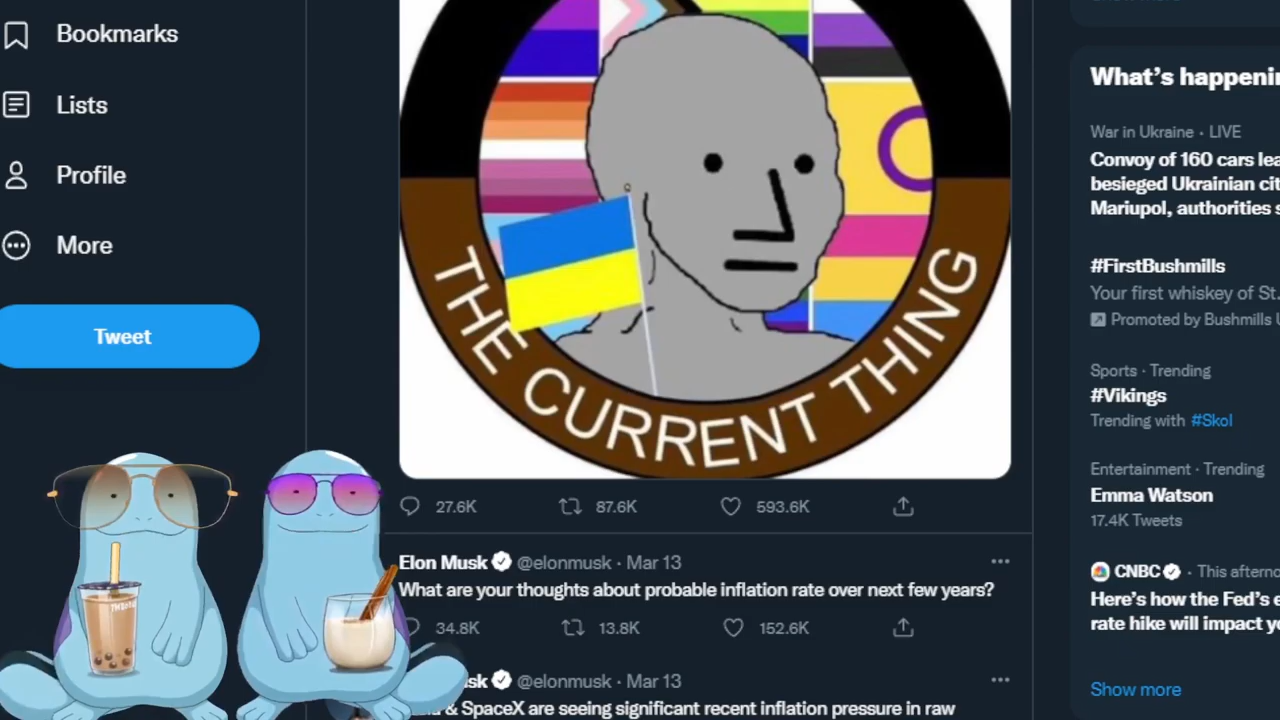 Bookmarks
Lists
Profile
More
Tweet
THE CURRENT THING
27.6K 87.6K 593.6K
Elon Musk @elonmusk · Mar 13
What are your thoughts about probable inflation rate over next few years?
34.8K 13.8K 152.6K
sk @elonmusk · Mar 13
& SpaceX are seeing significant recent inflation pressure in raw
Show more
What's happenin
War in Ukraine · LIVE
Convoy of 160 cars lea
besieged Ukrainian cit
Mariupol, authorities s
#FirstBushmills
Your first whiskey of St.
Promoted by Bushmills U
Sports · Trending
#Vikings
Trending with #Skol
Entertainment · Trending
Emma Watson
17.4K Tweets
CNBC · This afterno
Here's how the Fed's e
rate hike will impact yo
Show more